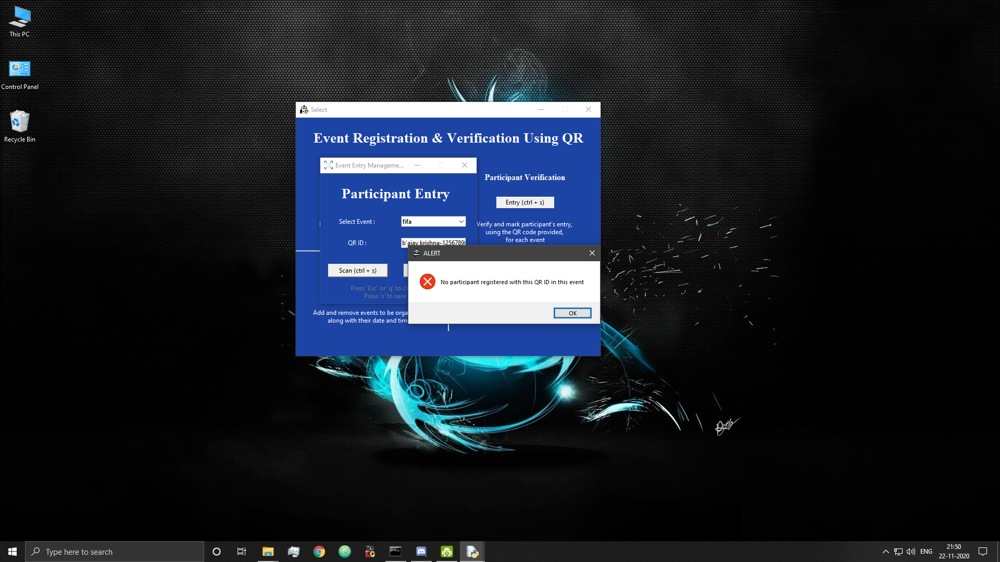 This PC
Control Panel
Recycle Bin
Select
Event Registration & Verification Using QR
Event Entry Manageme...
Participant Entry
Select Event :
fifa
QR ID :
b'ajay krishna-1256789
Scan (ctrl + s)
Press 'Esc' or 'q' to cl
Press 's' to save
Participant Verification
Entry (ctrl + s)
Verify and mark participant's entry,
using the QR code provided,
for each event
ALERT
No participant registered with this QR ID in this event
OK
Add and remove events to be orga
along with their date and tim
Type here to search
ENG
21:50
22-11-2020